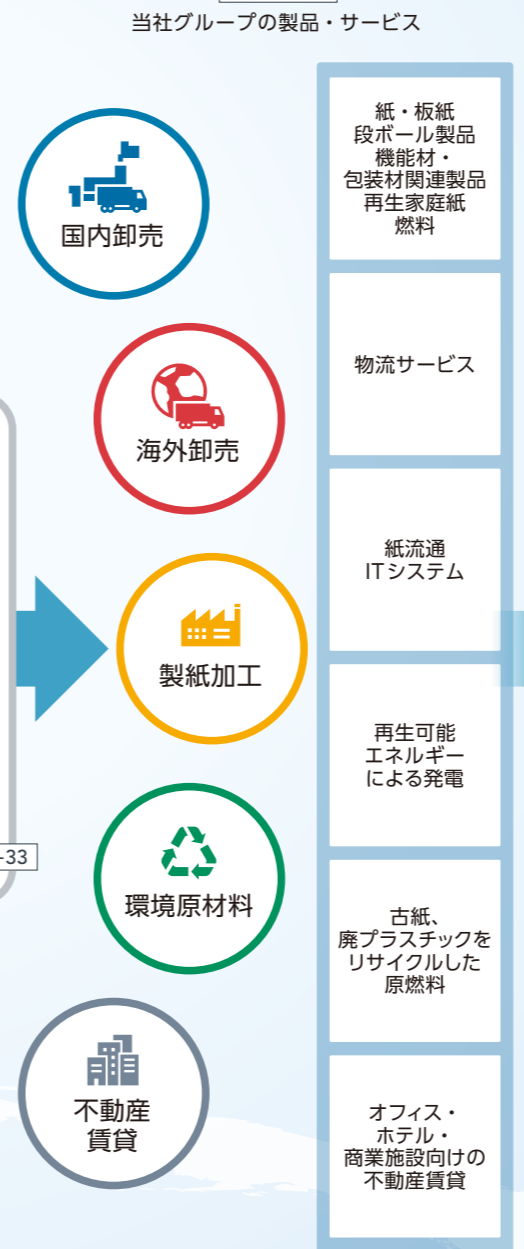 当社グループの製品・サービス
国内卸売
海外卸売
製紙加工
-33
環境原材料
不動産
賃貸
紙・板紙
段ボール製品
機能材・
包装材関連製品
再生家庭紙
燃料
物流サービス
紙流通
ITシステム
再生可能
エネルギー
による発電
古紙、
廃プラスチックを
リサイクルした
原燃料
オフィス・
ホテル・
商業施設向けの
不動産賃貸